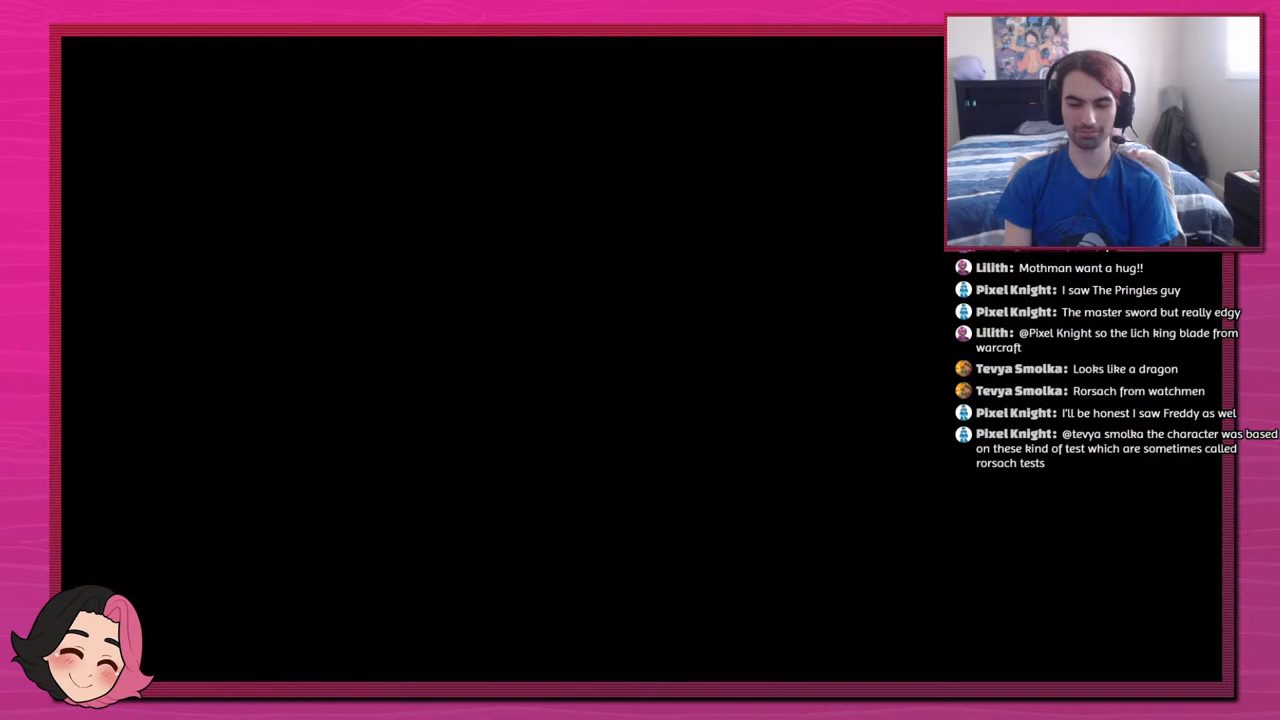 Lilith: Mothman want a hug!!
Pixel Knight: I saw The Pringles guy
Pixel Knight: The master sword but really edgy
Lilith: @Pixel Knight so the lich king blade from
warcraft
Tevya Smolka: Looks like a dragon
Tevya Smolka: Rorsach from watchmen
Pixel Knight: I'll be honest I saw Freddy as wel
Pixel Knight: @tevya smolka the character was based
on these kind of test which are sometimes called
rorsach tests